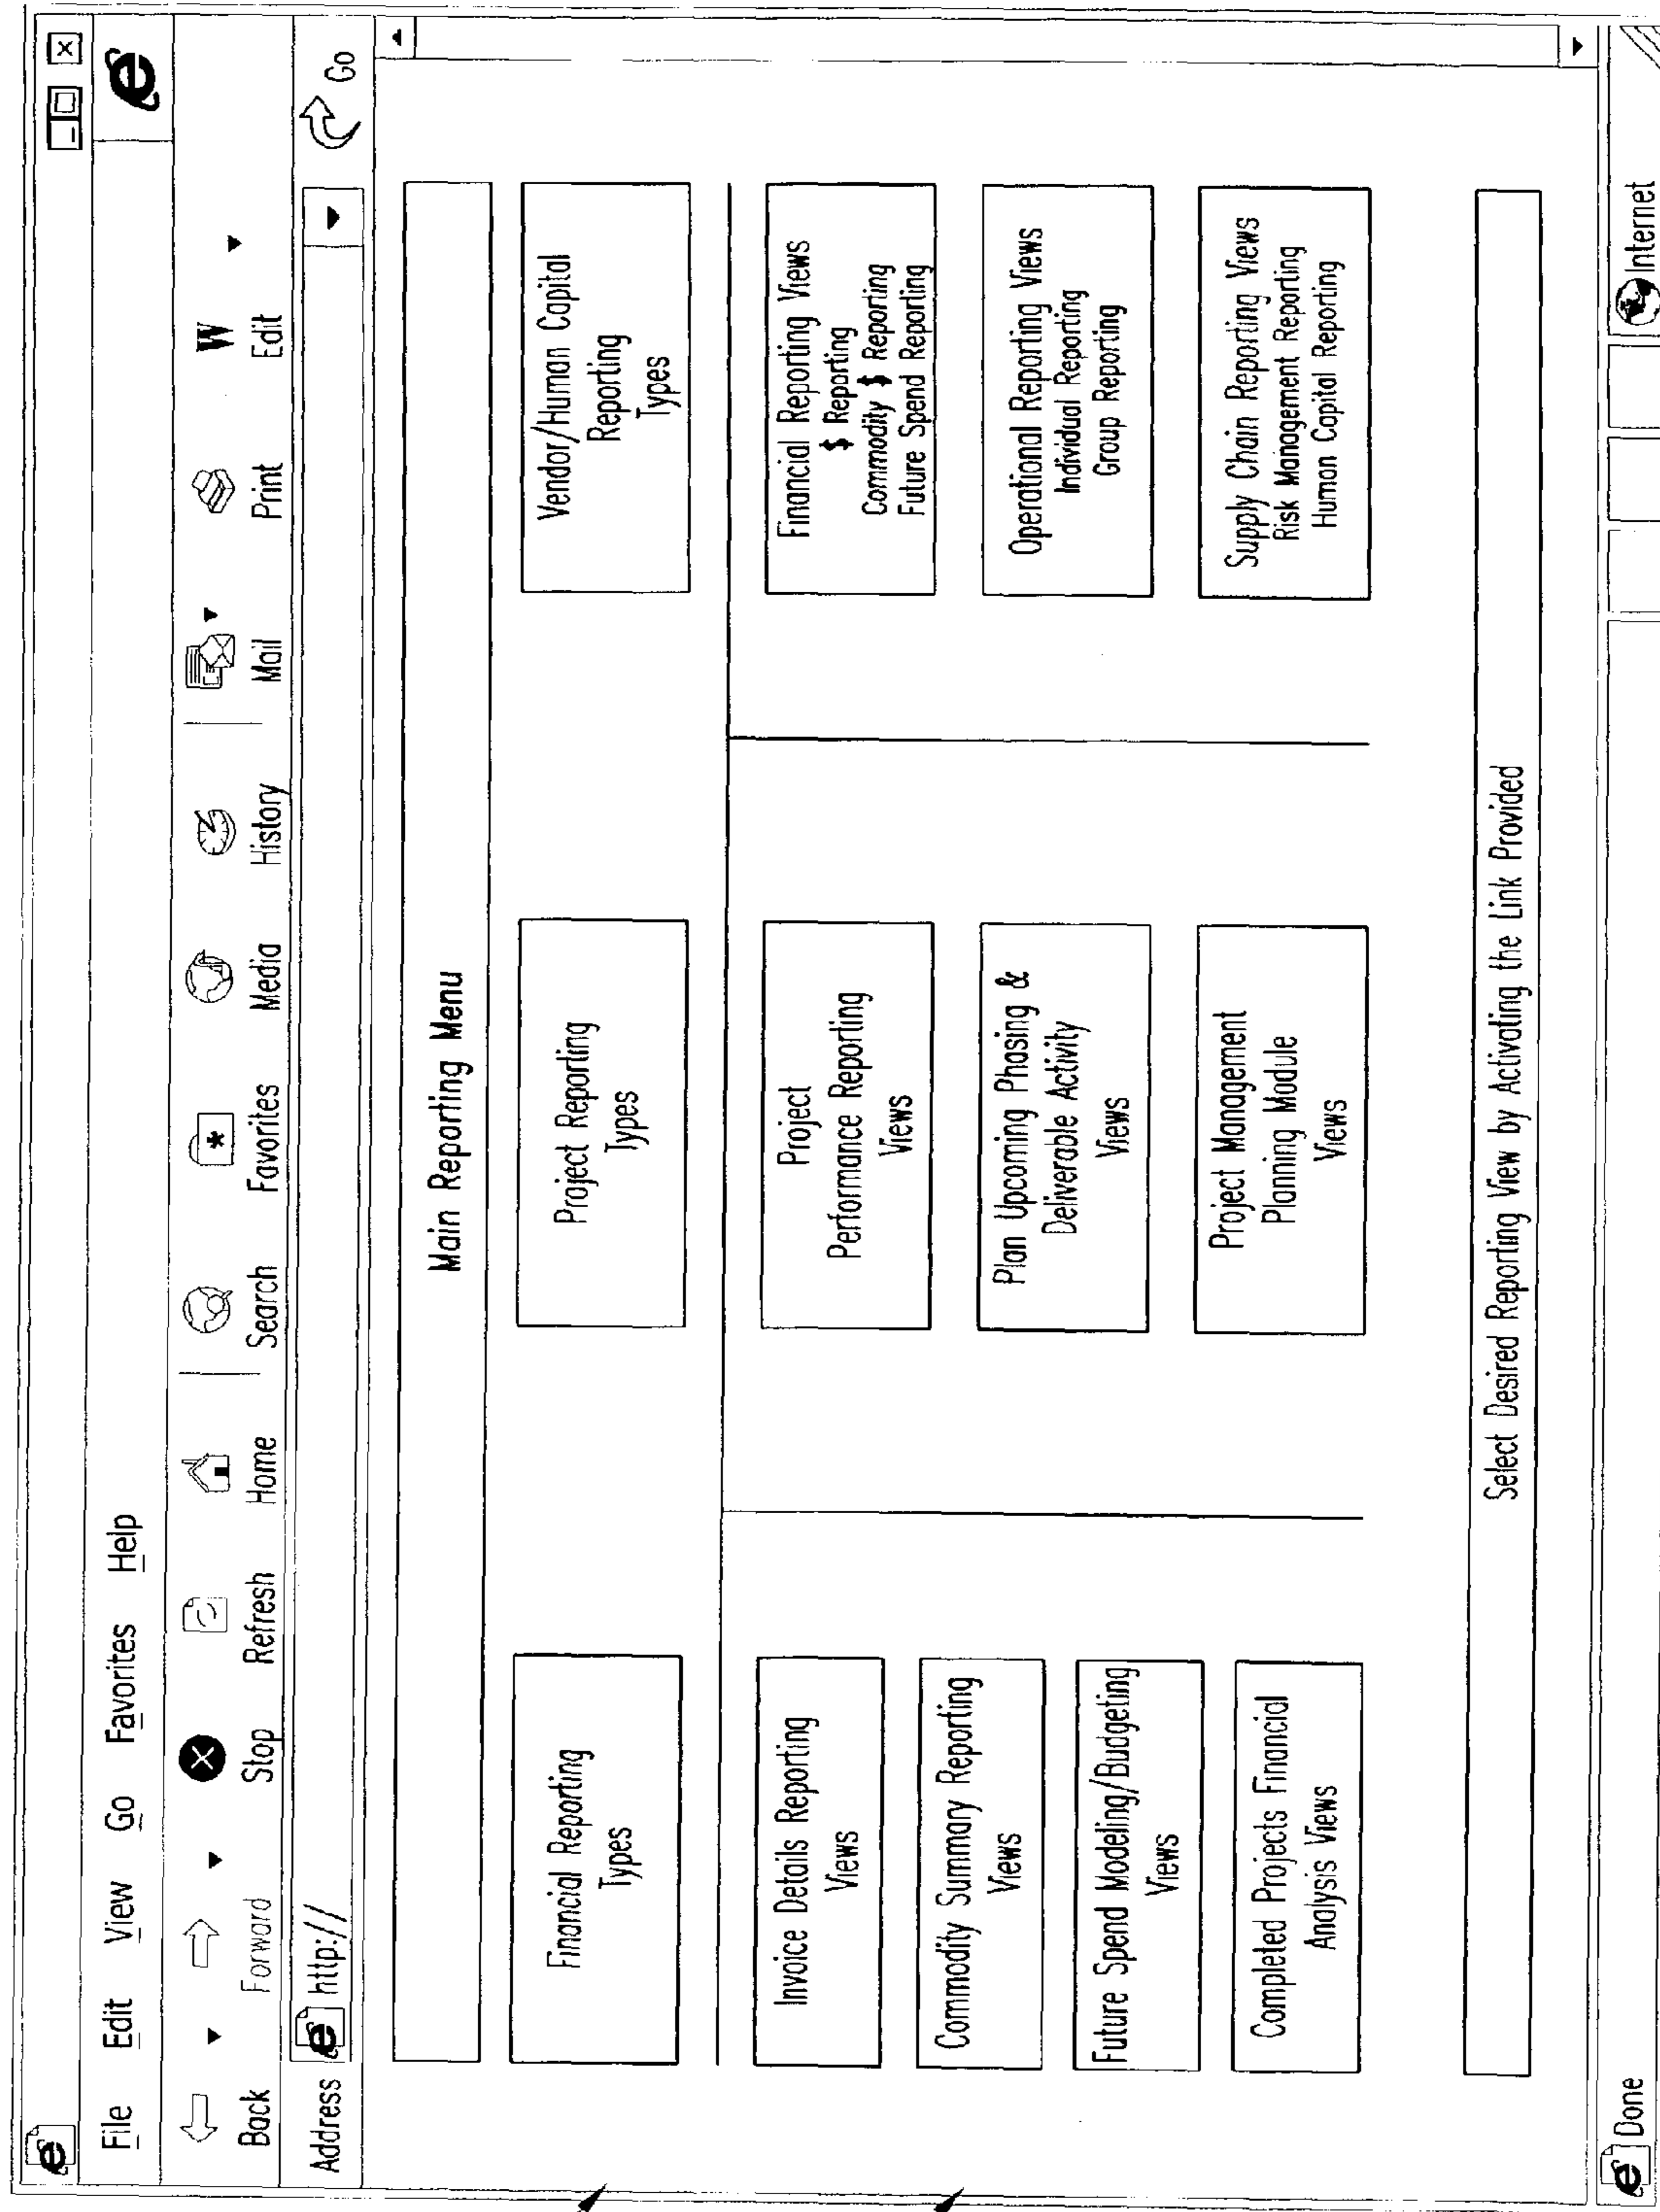 File Edit View Go Favorites Help
Back Forward Stop Refresh Home Search Favorites Media History Mail Print Edit
Address http:// Go
Main Reporting Menu
Financial Reporting
Types
Project Reporting
Types
Vendor/Human Capital
Reporting
Types
Invoice Details Reporting
Views
Commodity Summary Reporting
Views
Future Spend Modeling/Budgeting
Views
Completed Projects Financial
Analysis Views
Project
Performance Reporting
Views
Plan Upcoming Phasing &
Deliverable Activity
Views
Project Management
Planning Module
Views
Financial Reporting Views
$ Reporting
Commodity $ Reporting
Future Spend Reporting
Operational Reporting Views
Individual Reporting
Group Reporting
Supply Chain Reporting Views
Risk Management Reporting
Human Capital Reporting
Select Desired Reporting View by Activating the Link Provided
Done Internet